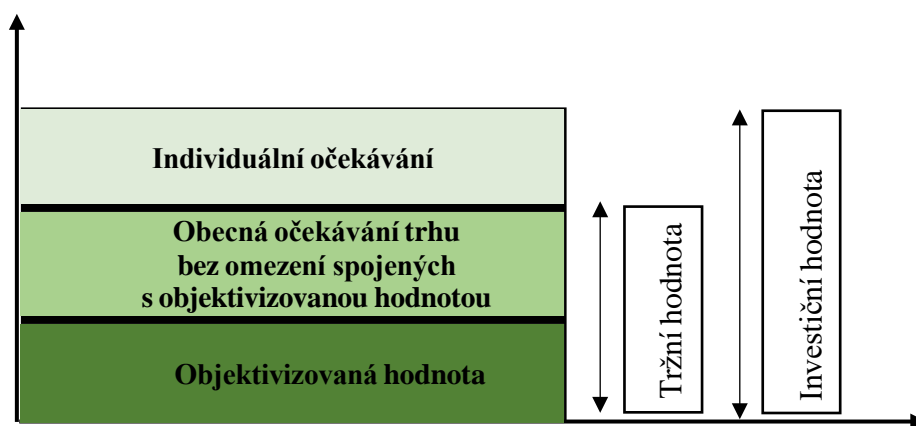 Individuální očekávání
Obecná očekávání trhu
bez omezení spojených
s objektivizovanou hodnotou
Objektivizovaná hodnota
Tržní hodnota
Investiční hodnota